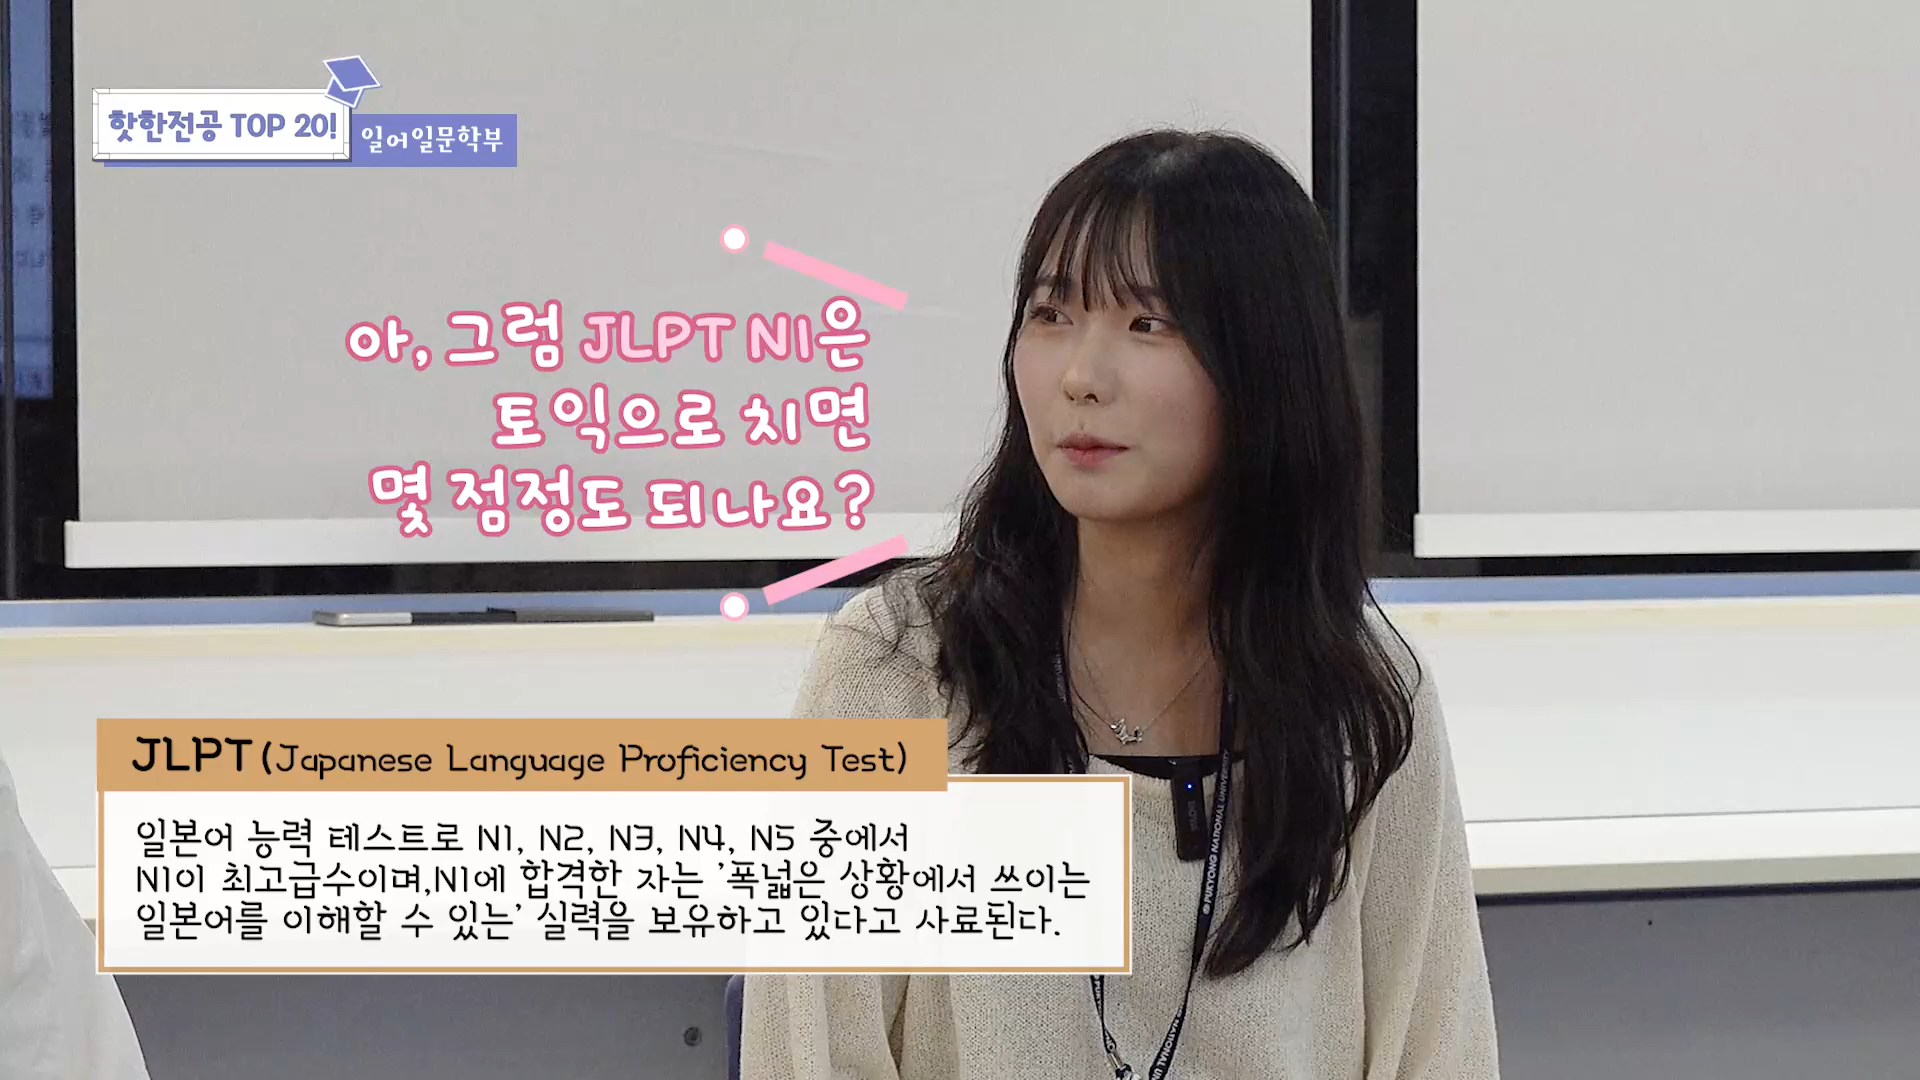 핫한전공 TOP 20!
일어일문학부
아, 그럼 JLPT N1은
토익으로 치면
몇 점정도 되나요?
JLPT (Japanese Language Proficiency Test)
일본어 능력 테스트로 N1, N2, N3, N4, N5 중에서
N1이 최고급수이며,N1에 합격한 자는 '폭넓은 상황에서 쓰이는
일본어를 이해할 수 있는' 실력을 보유하고 있다고 사료된다.
PUKYONG NATIONAL UNIVERSITY